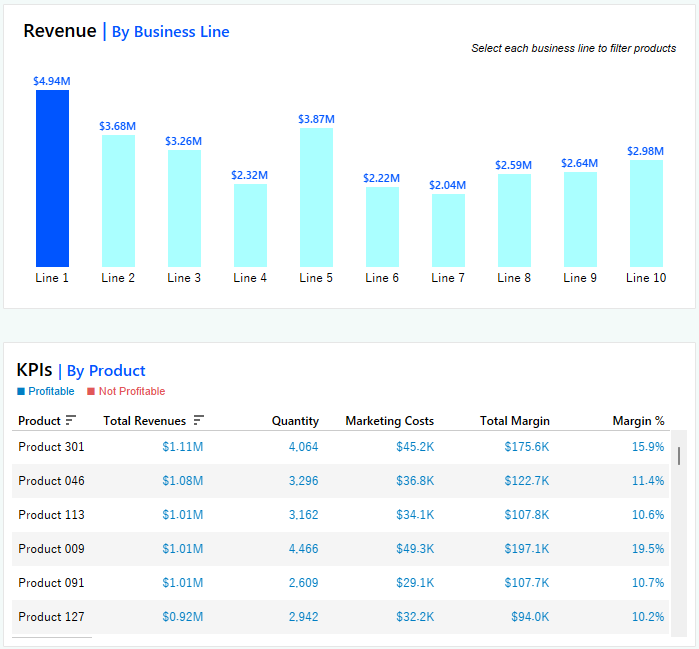 Revenue | By Business Line
Select each business line to filter products
$4.94M
$3.68M
$3.26M
$2.32M
$3.87M
$2.22M
$2.04M
$2.59M
$2.64M
$2.98M
Line 1 Line 2 Line 3 Line 4 Line 5 Line 6 Line 7 Line 8 Line 9 Line 10
KPIs | By Product
Profitable Not Profitable
Product Total Revenues Quantity Marketing Costs Total Margin Margin %
Product 301 $1.11M 4,064 $45.2K $175.6K 15.9%
Product 046 $1.08M 3,296 $36.8K $122.7K 11.4%
Product 113 $1.01M 3,162 $34.1K $107.8K 10.6%
Product 009 $1.01M 4,466 $49.3K $197.1K 19.5%
Product 091 $1.01M 2,609 $29.1K $107.7K 10.7%
Product 127 $0.92M 2,942 $32.2K $94.0K 10.2%